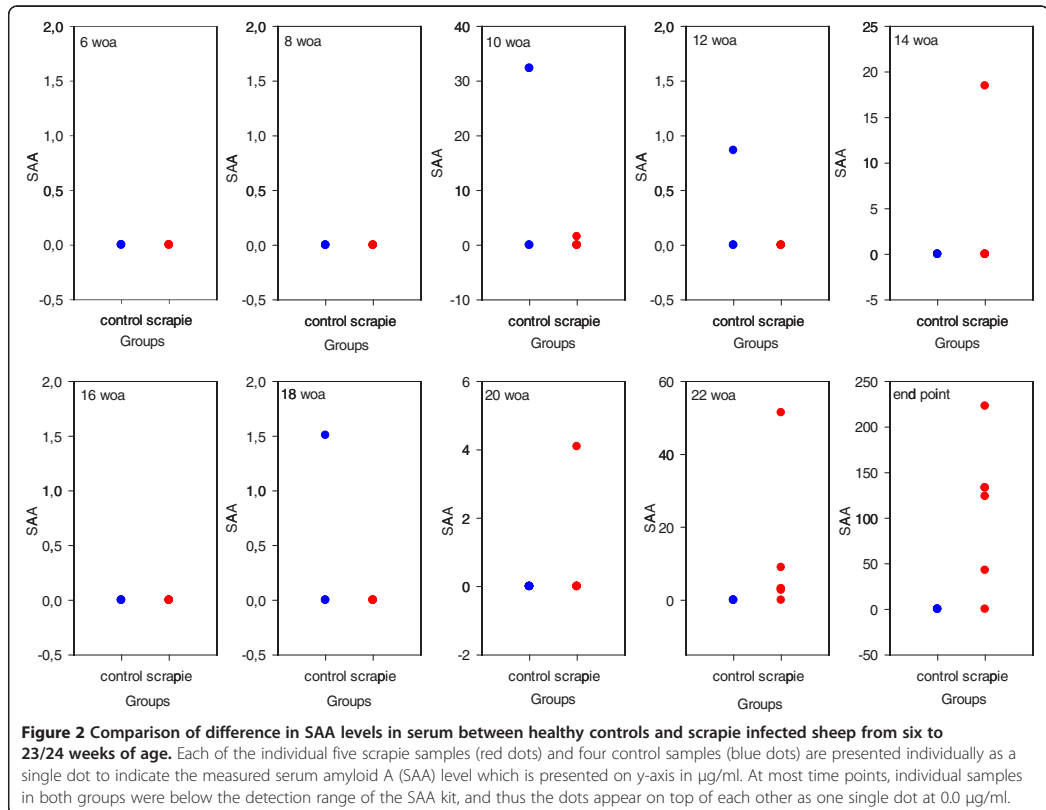 6 woa
2,0
1,5
1,0
0,5
0,0
-0,5
SAA
control scrapie
Groups
8 woa
2,0
1,5
1,0
0,5
0,0
-0,5
SAA
control scrapie
Groups
10 woa
40
30
20
10
0
-10
SAA
control scrapie
Groups
12 woa
2,0
1,5
1,0
0,5
0,0
-0,5
SAA
control scrapie
Groups
14 woa
25
20
15
10
5
0
-5
SAA
control scrapie
Groups
16 woa
2,0
1,5
1,0
0,5
0,0
-0,5
SAA
control scrapie
Groups
18 woa
2,0
1,5
1,0
0,5
0,0
-0,5
SAA
control scrapie
Groups
20 woa
6
4
2
0
-2
SAA
control scrapie
Groups
22 woa
60
40
20
0
SAA
control scrapie
Groups
end point
250
200
150
100
50
0
-50
SAA
control scrapie
Groups
Figure 2 Comparison of difference in SAA levels in serum between healthy controls and scrapie infected sheep from six to
23/24 weeks of age. Each of the individual five scrapie samples (red dots) and four control samples (blue dots) are presented individually as a
single dot to indicate the measured serum amyloid A (SAA) level which is presented on y-axis in μg/ml. At most time points, individual samples
in both groups were below the detection range of the SAA kit, and thus the dots appear on top of each other as one single dot at 0.0 μg/ml.